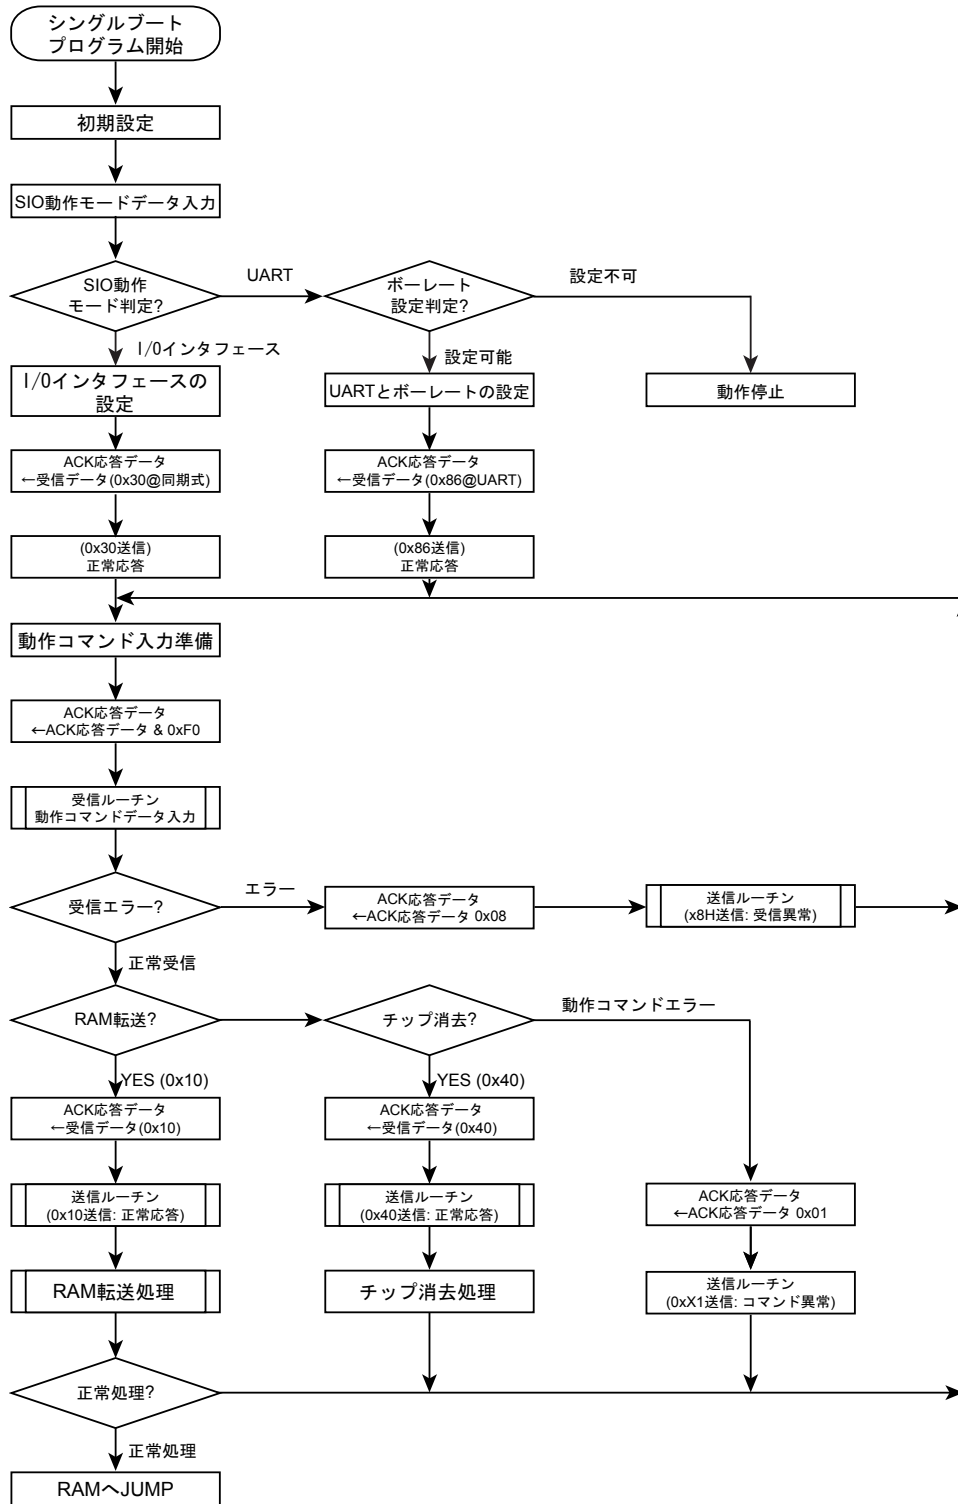 シングルブート
プログラム開始
初期設定
SIO動作モードデータ入力
SIO動作
モード判定?
UART
ボーレート
設定判定?
設定不可
I/Oインタフェース
設定可能
I/Oインタフェースの
設定
UARTとボーレートの設定
動作停止
ACK応答データ
←受信データ(0x30@同期式)
ACK応答データ
←受信データ(0x86@UART)
(0x30送信)
正常応答
(0x86送信)
正常応答
動作コマンド入力準備
ACK応答データ
←ACK応答データ & 0xF0
受信ルーチン
動作コマンドデータ入力
受信エラー?
エラー
ACK応答データ
←ACK応答データ 0x08
送信ルーチン
(x8H送信: 受信異常)
正常受信
RAM転送?
チップ消去?
動作コマンドエラー
YES (0x10)
YES (0x40)
ACK応答データ
←受信データ(0x10)
ACK応答データ
←受信データ(0x40)
送信ルーチン
(0x10送信: 正常応答)
送信ルーチン
(0x40送信: 正常応答)
ACK応答データ
←ACK応答データ 0x01
RAM転送処理
チップ消去処理
送信ルーチン
(0xX1送信: コマンド異常)
正常処理?
正常処理
RAMへJUMP